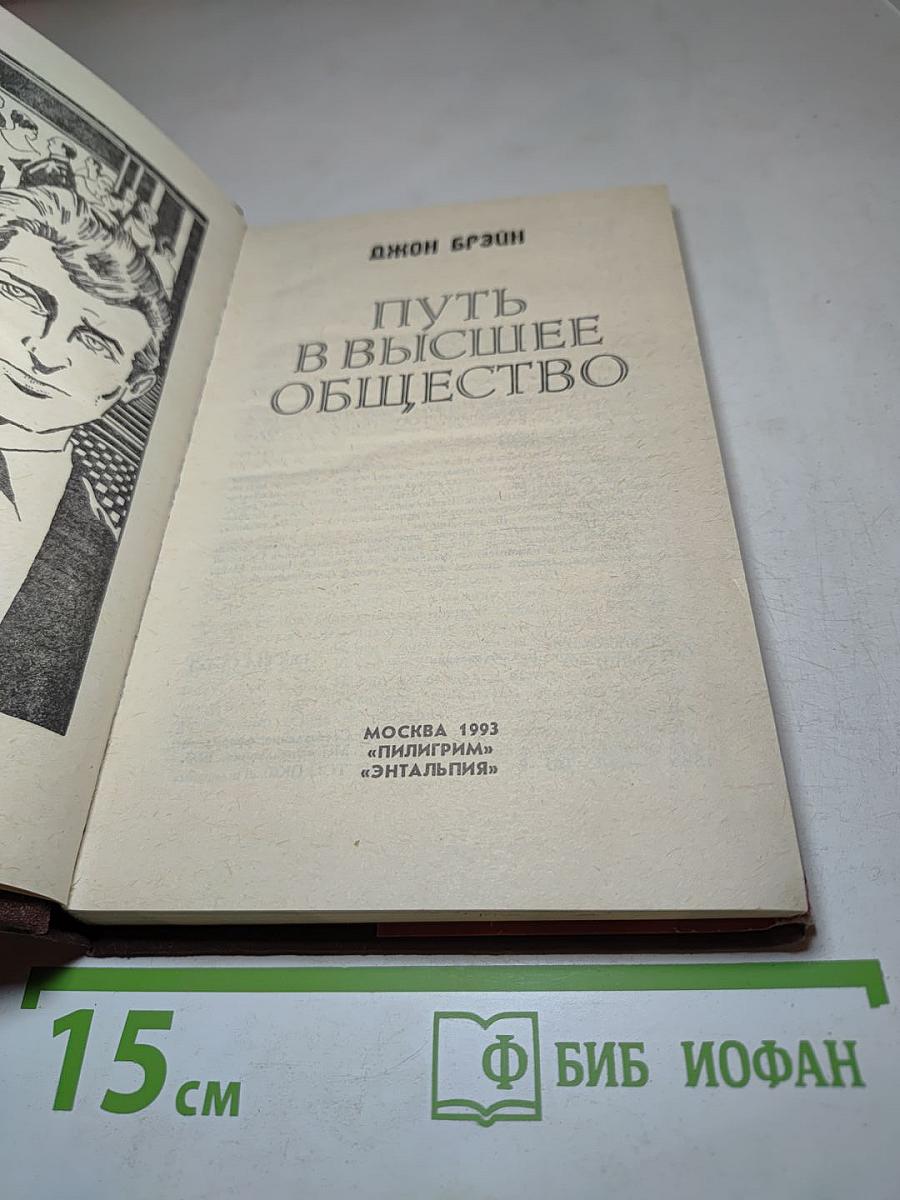 ДЖОН БРЭЙН
ПУТЬ
В ВЫСШЕЕ
ОБЩЕСТВО
МОСКВА 1993
«ПИЛИГРИМ»
«ЭНТАЛЬПИЯ»
15 см
Ф БИБ ИОФАН